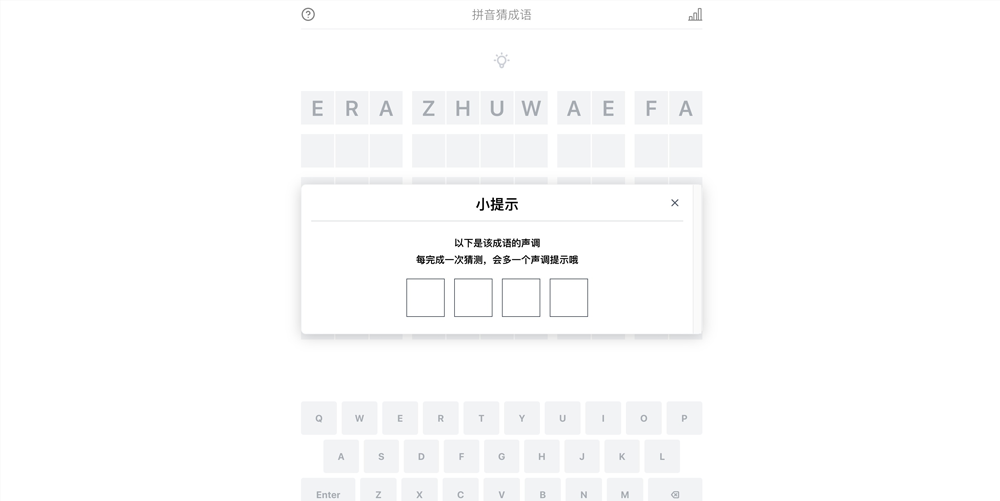 拼音猜成语
E R A Z H U W A E F A
小提示
以下是该成语的声调
每完成一次猜测，会多一个声调提示哦
Q W E R T Y U I O P
A S D F G H J K L
Enter Z X C V B N M